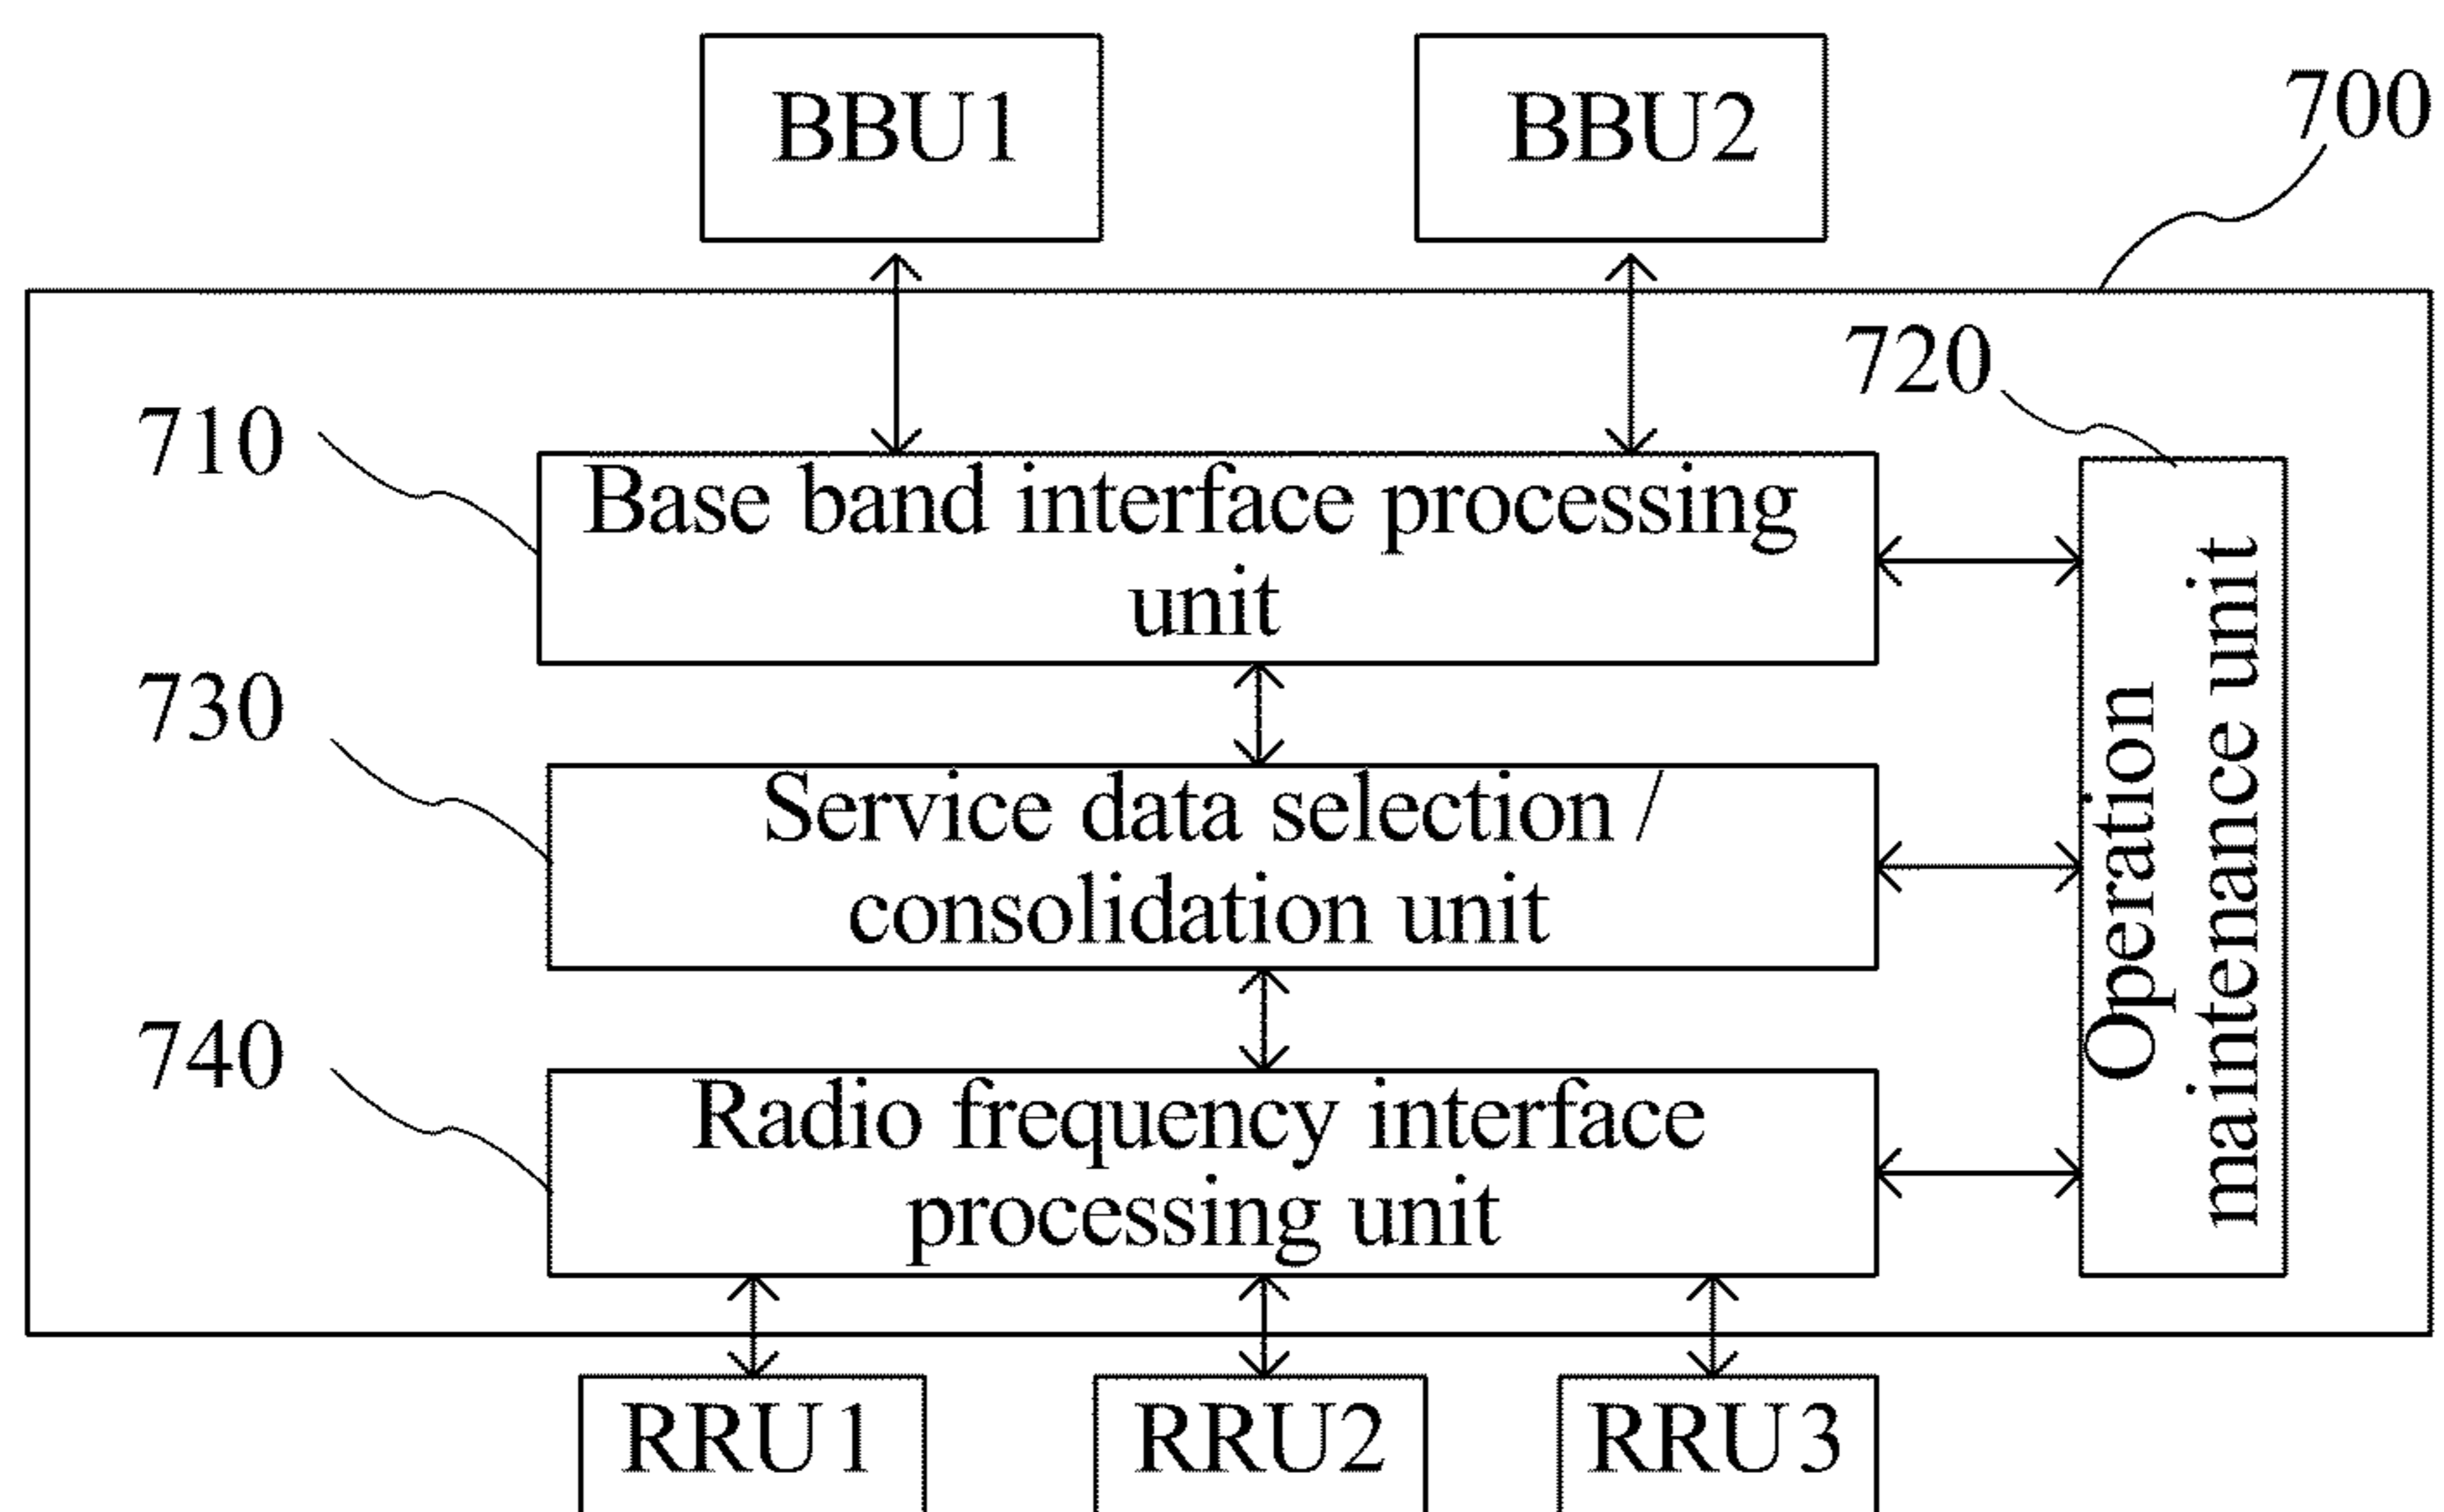 BBU1
BBU2
700
720
710
Base band interface processing
unit
730
Service data selection /
consolidation unit
740
Radio frequency interface
processing unit
Operation
maintenance unit
RRU1
RRU2
RRU3